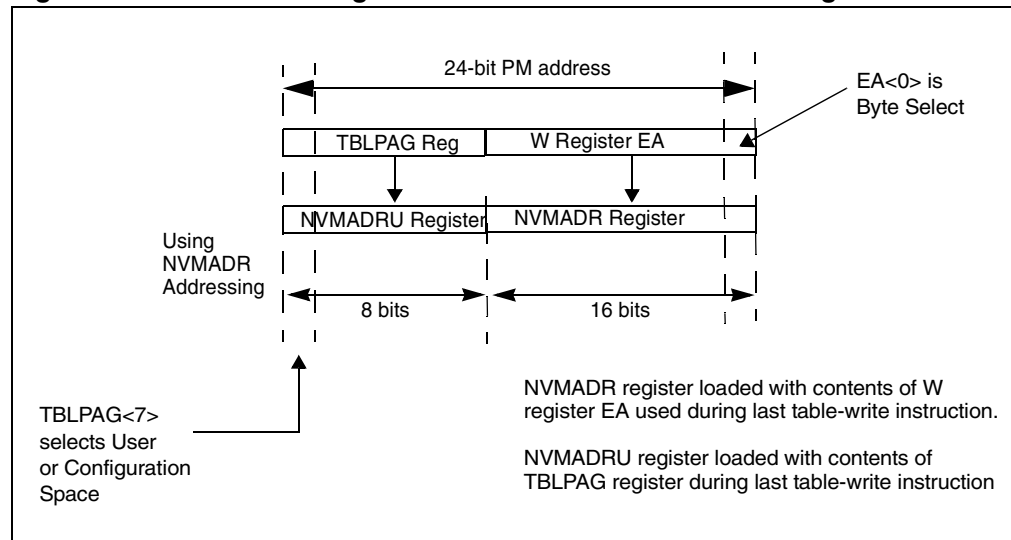 24-bit PM address
EA<0> is
Byte Select
TBLPAG Reg
W Register EA
NVMADRU Register
NVMADR Register
Using
NVMADR
Addressing
8 bits
16 bits
TBLPAG<7>
selects User
or Configuration
Space
NVMADR register loaded with contents of W
register EA used during last table-write instruction.
NVMADRU register loaded with contents of
TBLPAG register during last table-write instruction